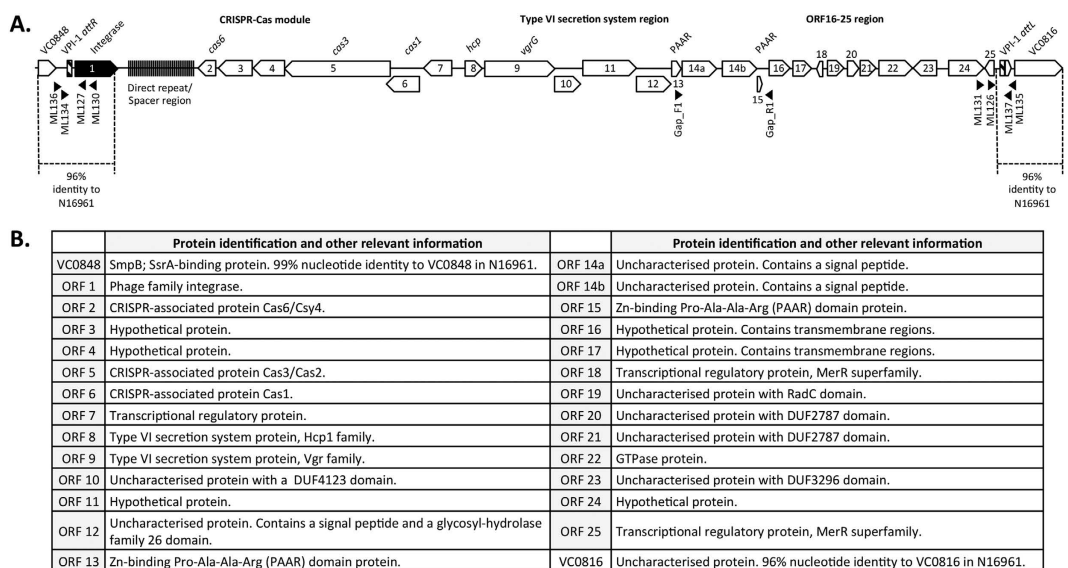 A.
CRISPR-Cas module
Type VI secretion system region
ORF16-25 region
VC0848
VPI-1 attR
Integrase
cas6
cas3
cas1
hcp
vgrG
PAAR
PAAR
VPI-1 attL
VC0816
1
2
3
4
5
6
7
8
9
10
11
12
13
14a
14b
15
16
17
18
19
20
21
22
23
24
25
Direct repeat/
Spacer region
ML136
ML134
ML127
ML130
Gap_F1
Gap_R1
ML131
ML126
ML137
ML135
96%
identity to
N16961
96%
identity to
N16961
B.
Protein identification and other relevant information Protein identification and other relevant information
VC0848 SmpB; SsrA-binding protein. 99% nucleotide identity to VC0848 in N16961. ORF 14a Uncharacterised protein. Contains a signal peptide.
ORF 1 Phage family integrase. ORF 14b Uncharacterised protein. Contains a signal peptide.
ORF 2 CRISPR-associated protein Cas6/Csy4. ORF 15 Zn-binding Pro-Ala-Ala-Arg (PAAR) domain protein.
ORF 3 Hypothetical protein. ORF 16 Hypothetical protein. Contains transmembrane regions.
ORF 4 Hypothetical protein. ORF 17 Hypothetical protein. Contains transmembrane regions.
ORF 5 CRISPR-associated protein Cas3/Cas2. ORF 18 Transcriptional regulatory protein, MerR superfamily.
ORF 6 CRISPR-associated protein Cas1. ORF 19 Uncharacterised protein with RadC domain.
ORF 7 Transcriptional regulatory protein. ORF 20 Uncharacterised protein with DUF2787 domain.
ORF 8 Type VI secretion system protein, Hcp1 family. ORF 21 Uncharacterised protein with DUF2787 domain.
ORF 9 Type VI secretion system protein, Vgr family. ORF 22 GTPase protein.
ORF 10 Uncharacterised protein with a DUF4123 domain. ORF 23 Uncharacterised protein with DUF3296 domain.
ORF 11 Hypothetical protein. ORF 24 Hypothetical protein.
ORF 12 Uncharacterised protein. Contains a signal peptide and a glycosyl-hydrolase
family 26 domain. ORF 25 Transcriptional regulatory protein, MerR superfamily.
ORF 13 Zn-binding Pro-Ala-Ala-Arg (PAAR) domain protein. VC0816 Uncharacterised protein. 96% nucleotide identity to VC0816 in N16961.